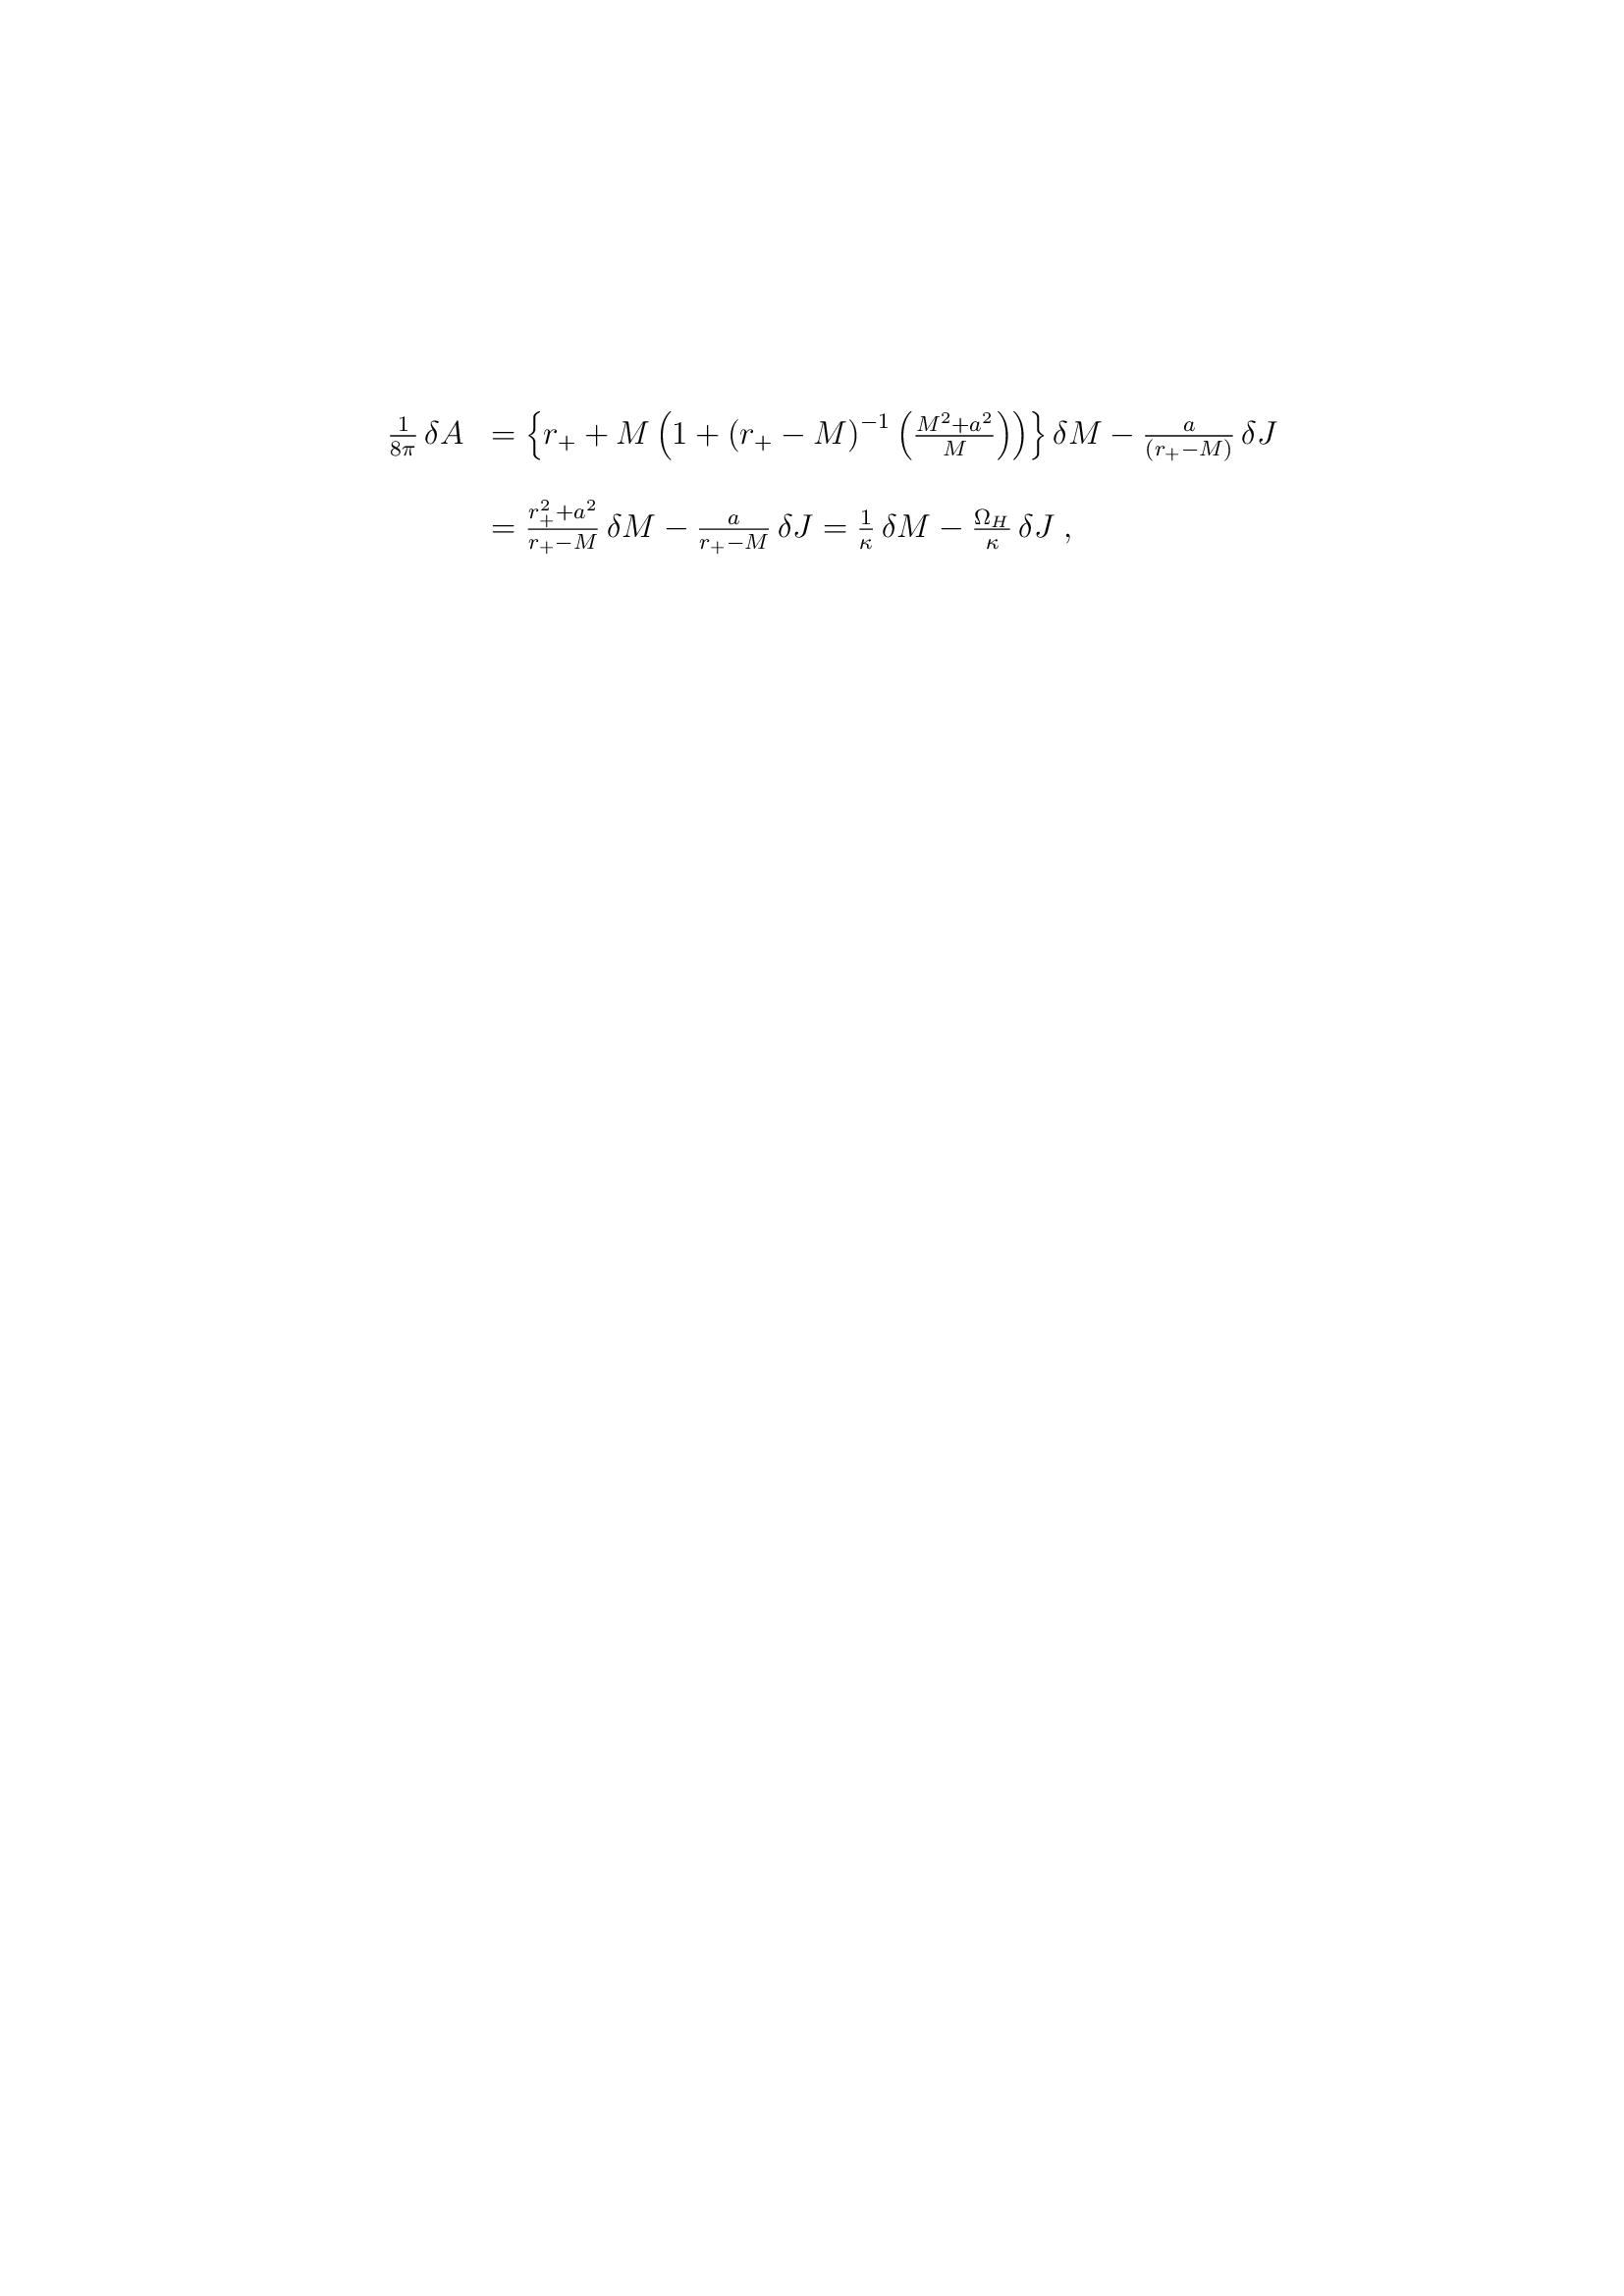 \frac{1}{8\pi}\,\delta A = \left\{ r_+ + M \left( 1 + (r_+ - M)^{-1} \left( \frac{M^2+a^2}{M} \right) \right) \right\} \delta M - \frac{a}{(r_+-M)}\,\delta J
= \frac{r_+^2+a^2}{r_+-M}\,\delta M - \frac{a}{r_+-M}\,\delta J = \frac{1}{\kappa}\,\delta M - \frac{\Omega_H}{\kappa}\,\delta J \ ,